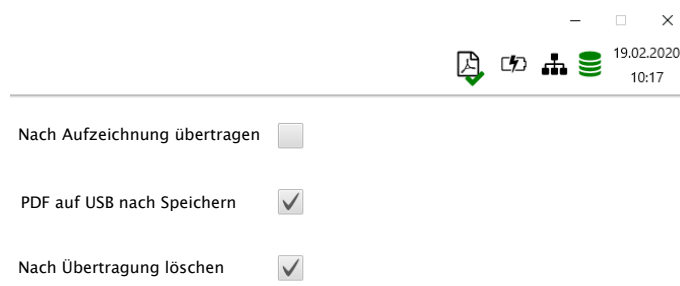 19.02.2020
10:17
Nach Aufzeichnung übertragen
PDF auf USB nach Speichern
Nach Übertragung löschen